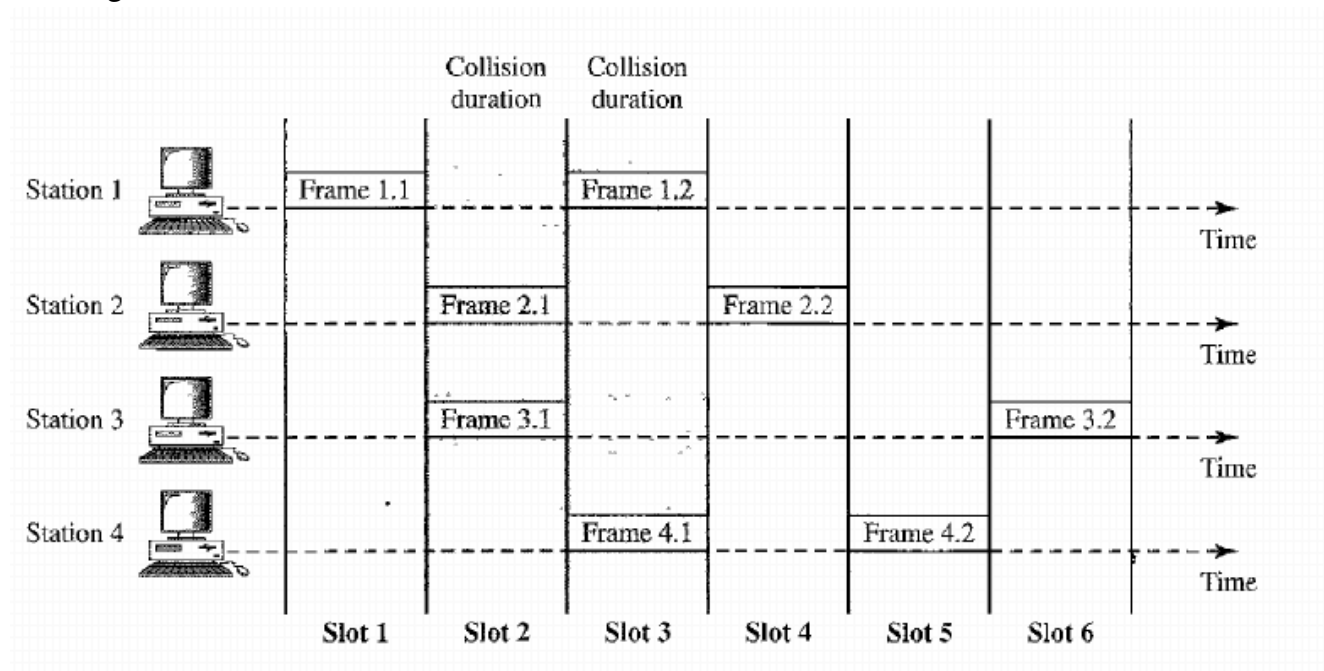 Collision Collision
duration duration
Station 1 Frame 1.1 Frame 1.2
Time
Station 2 Frame 2.1 Frame 2.2
Time
Station 3 Frame 3.1 Frame 3.2
Time
Station 4 Frame 4.1 Frame 4.2
Time
Slot 1 Slot 2 Slot 3 Slot 4 Slot 5 Slot 6